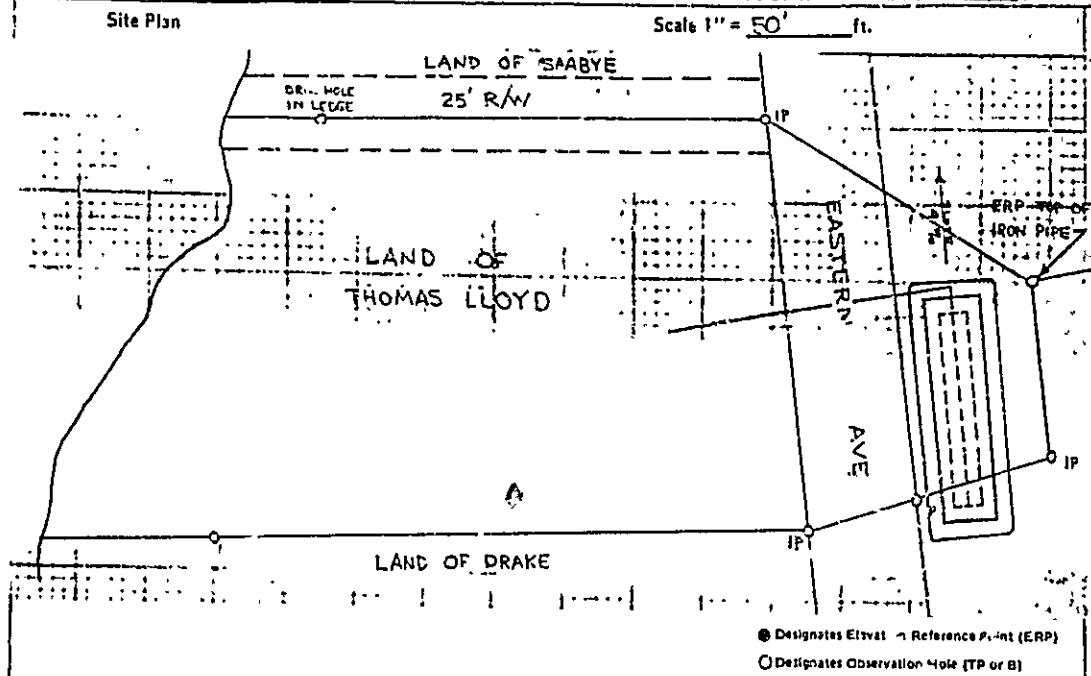 Site Plan
Scale 1" = 50' ft.
LAND OF SAABYE
HOLE
IN LEDGE
25' R/W
IP
EASTERN
AVE
ERP TOP OF
IRON PIPE
LAND OF
THOMAS LLOYD
IP
IP
LAND OF DRAKE
Designates Reference Point (ERP)
Designates Observation Hole (TP or B)